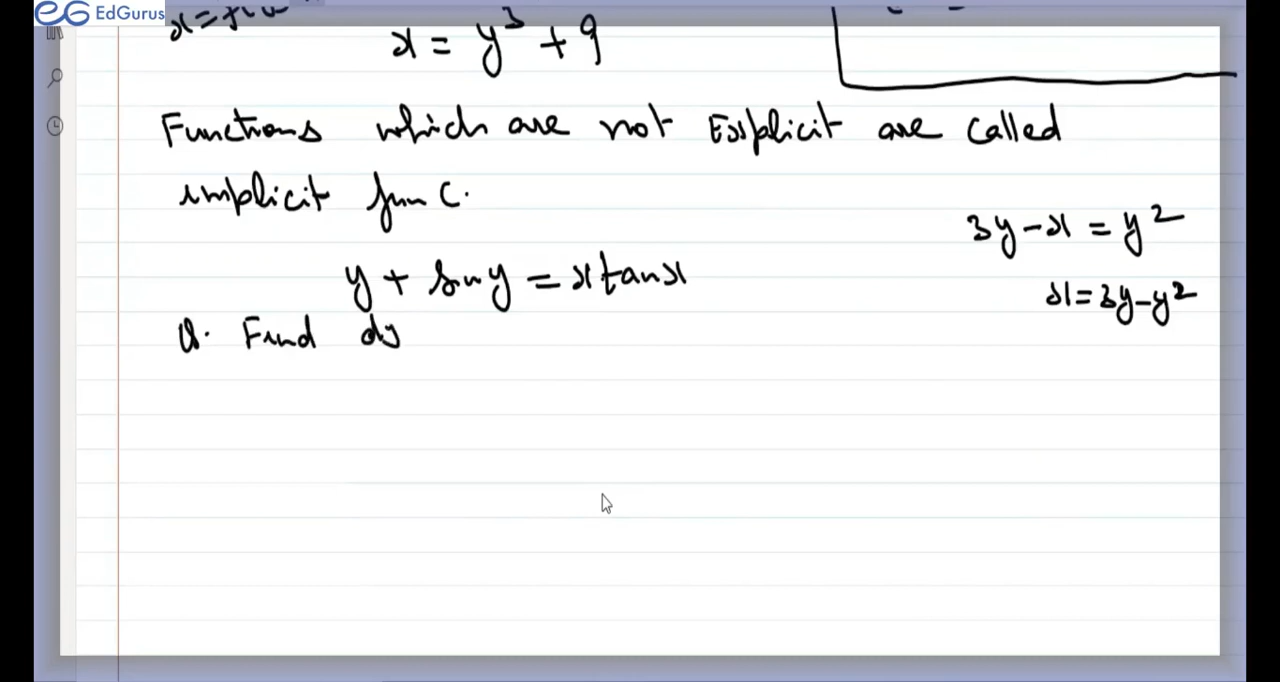 EdGurus
x = y³ + 9
Functions which are not Explicit are called
implicit func.
3y - x = y²
y + sin y = x tan x
x = 3y - y²
Q. Find dy